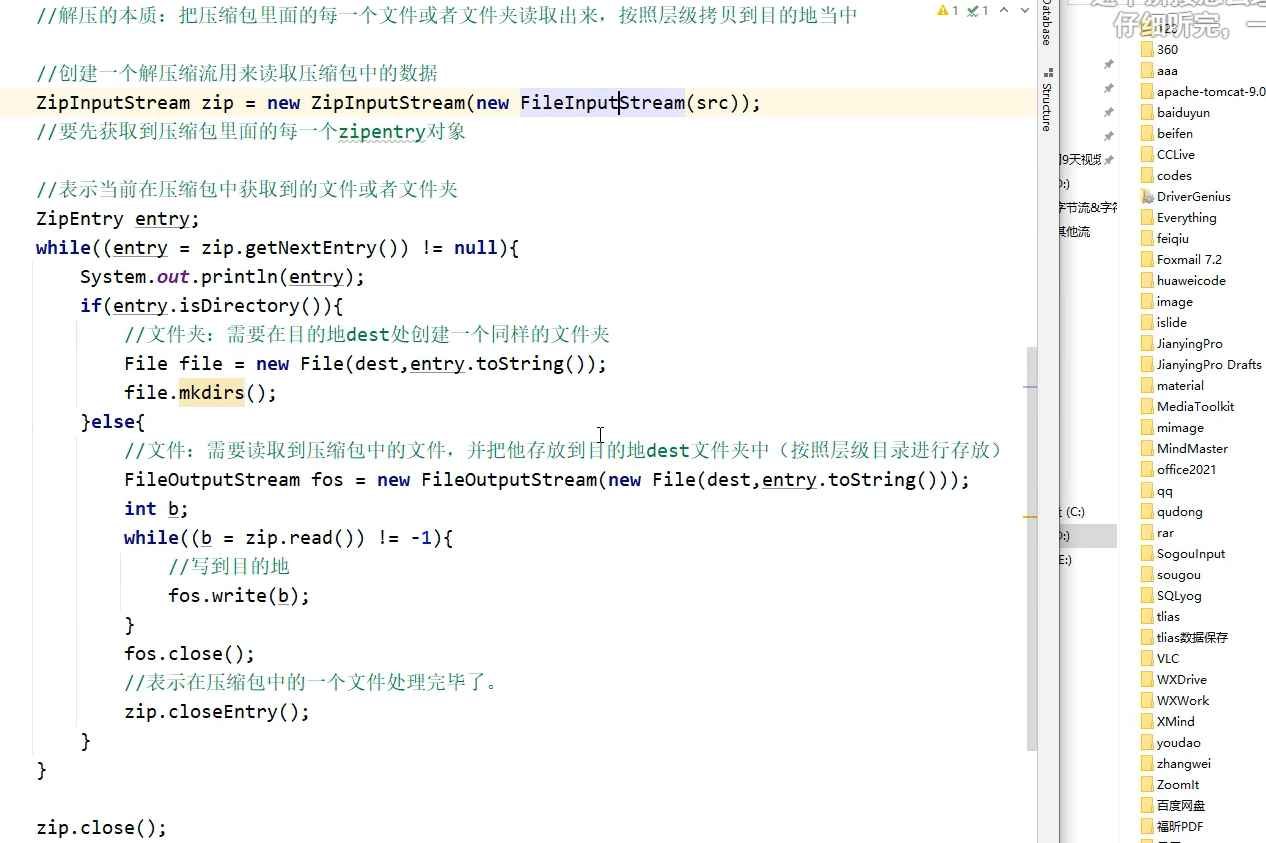 //解压的本质：把压缩包里面的每一个文件或者文件夹读取出来，按照层级拷贝到目的地当中
//创建一个解压缩流用来读取压缩包中的数据
ZipInputStream zip = new ZipInputStream(new FileInputStream(src));
//要先获取到压缩包里面的每一个zipentry对象
//表示当前在压缩包中获取到的文件或者文件夹
ZipEntry entry;
while((entry = zip.getNextEntry()) != null){
System.out.println(entry);
if(entry.isDirectory()){
//文件夹：需要在目的地dest处创建一个同样的文件夹
File file = new File(dest,entry.toString());
file.mkdirs();
}else{
//文件：需要读取到压缩包中的文件，并把他存放到目的地dest文件夹中（按照层级目录进行存放）
FileOutputStream fos = new FileOutputStream(new File(dest,entry.toString()));
int b;
while((b = zip.read()) != -1){
//写到目的地
fos.write(b);
}
fos.close();
//表示在压缩包中的一个文件处理完毕了。
zip.closeEntry();
}
}
zip.close();
1
1
Database
Structure
9天视频
:)
字节流&字符
其他流
(C:)
:)
E:)
仔细听完，一
123
360
aaa
apache-tomcat-9.0
baiduyun
beifen
CCLive
codes
DriverGenius
Everything
feiqiu
Foxmail 7.2
huaweicode
image
islide
JianyingPro
JianyingPro Drafts
material
MediaToolkit
mimage
MindMaster
office2021
qq
qudong
rar
SogouInput
sougou
SQLyog
tlias
tlias数据保存
VLC
WXDrive
WXWork
XMind
youdao
zhangwei
ZoomIt
百度网盘
福昕PDF